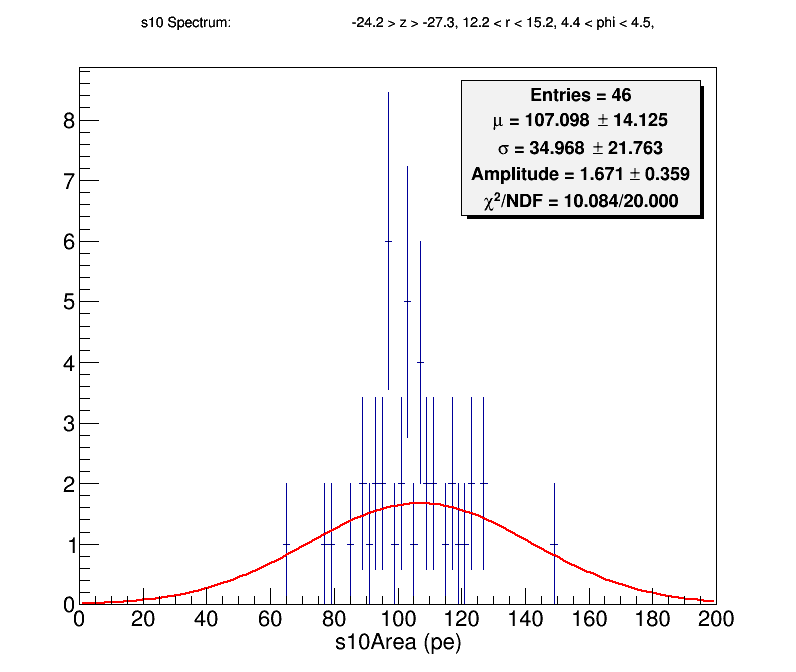 s10 Spectrum: -24.2 > z > -27.3, 12.2 < r < 15.2, 4.4 < phi < 4.5,
Entries = 46
μ = 107.098 ± 14.125
σ = 34.968 ± 21.763
Amplitude = 1.671 ± 0.359
χ²/NDF = 10.084/20.000
8
7
6
5
4
3
2
1
0
0 20 40 60 80 100 120 140 160 180 200
s10Area (pe)